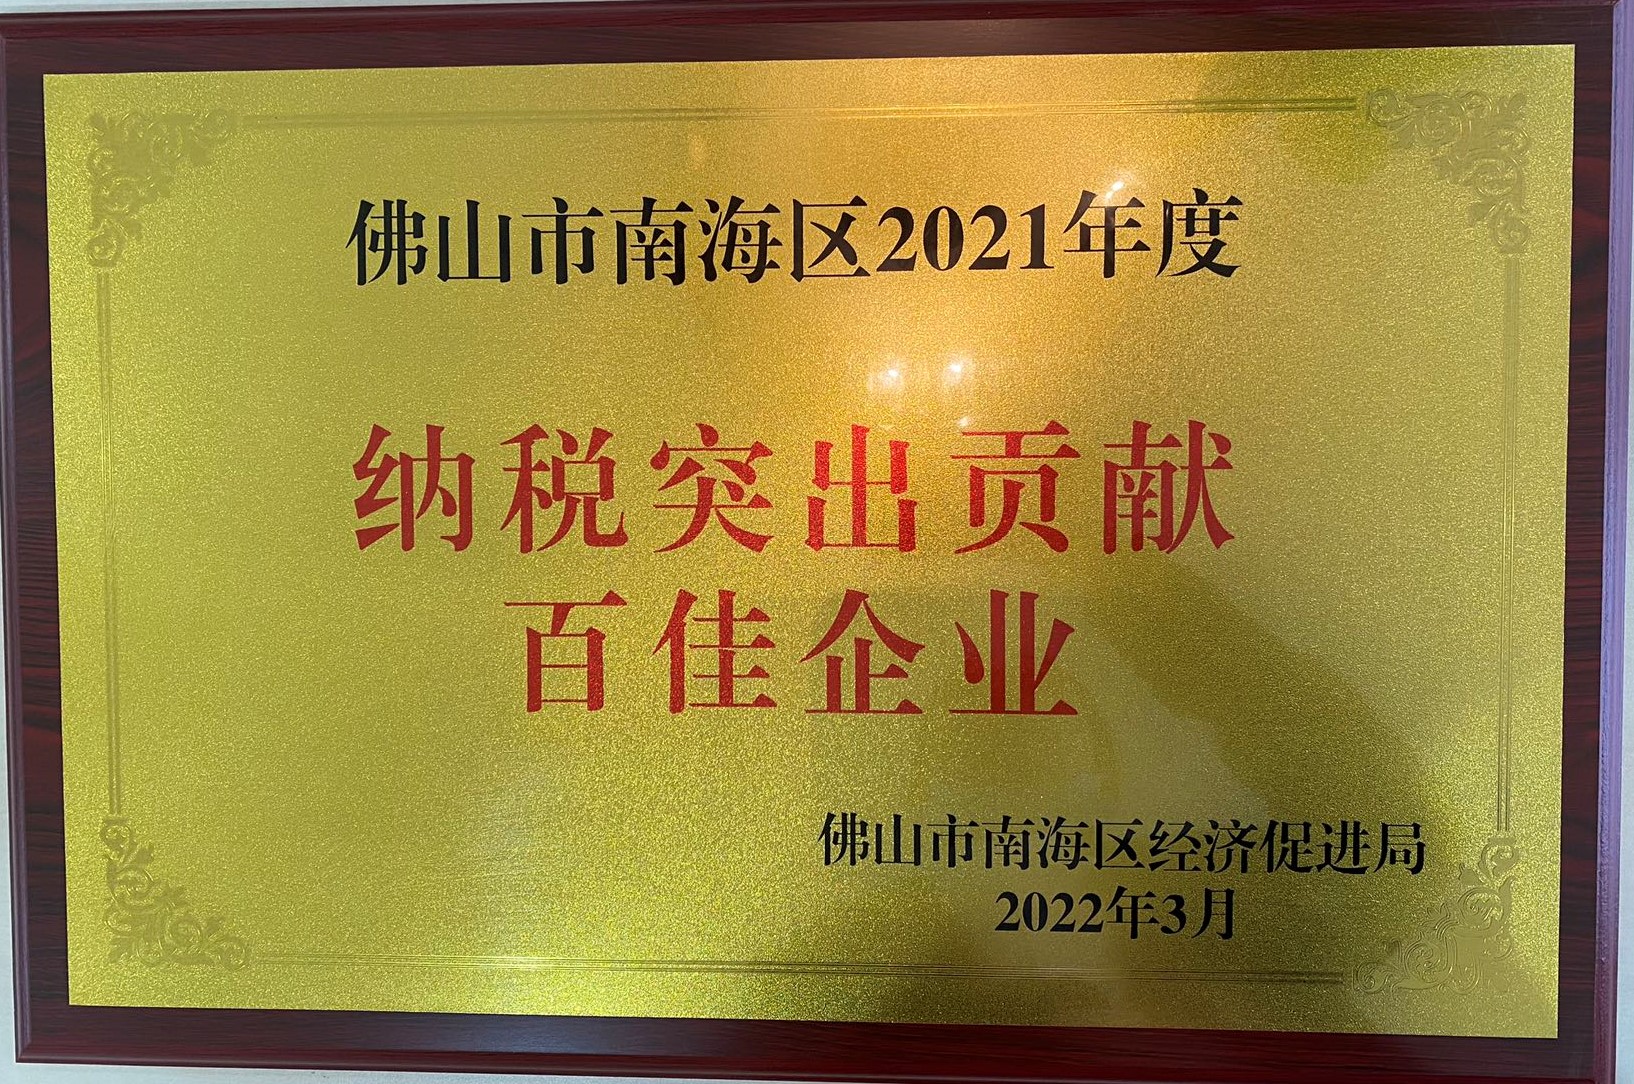 佛山市南海区2021年度
纳税突出贡献
百佳企业
佛山市南海区经济促进局
2022年3月